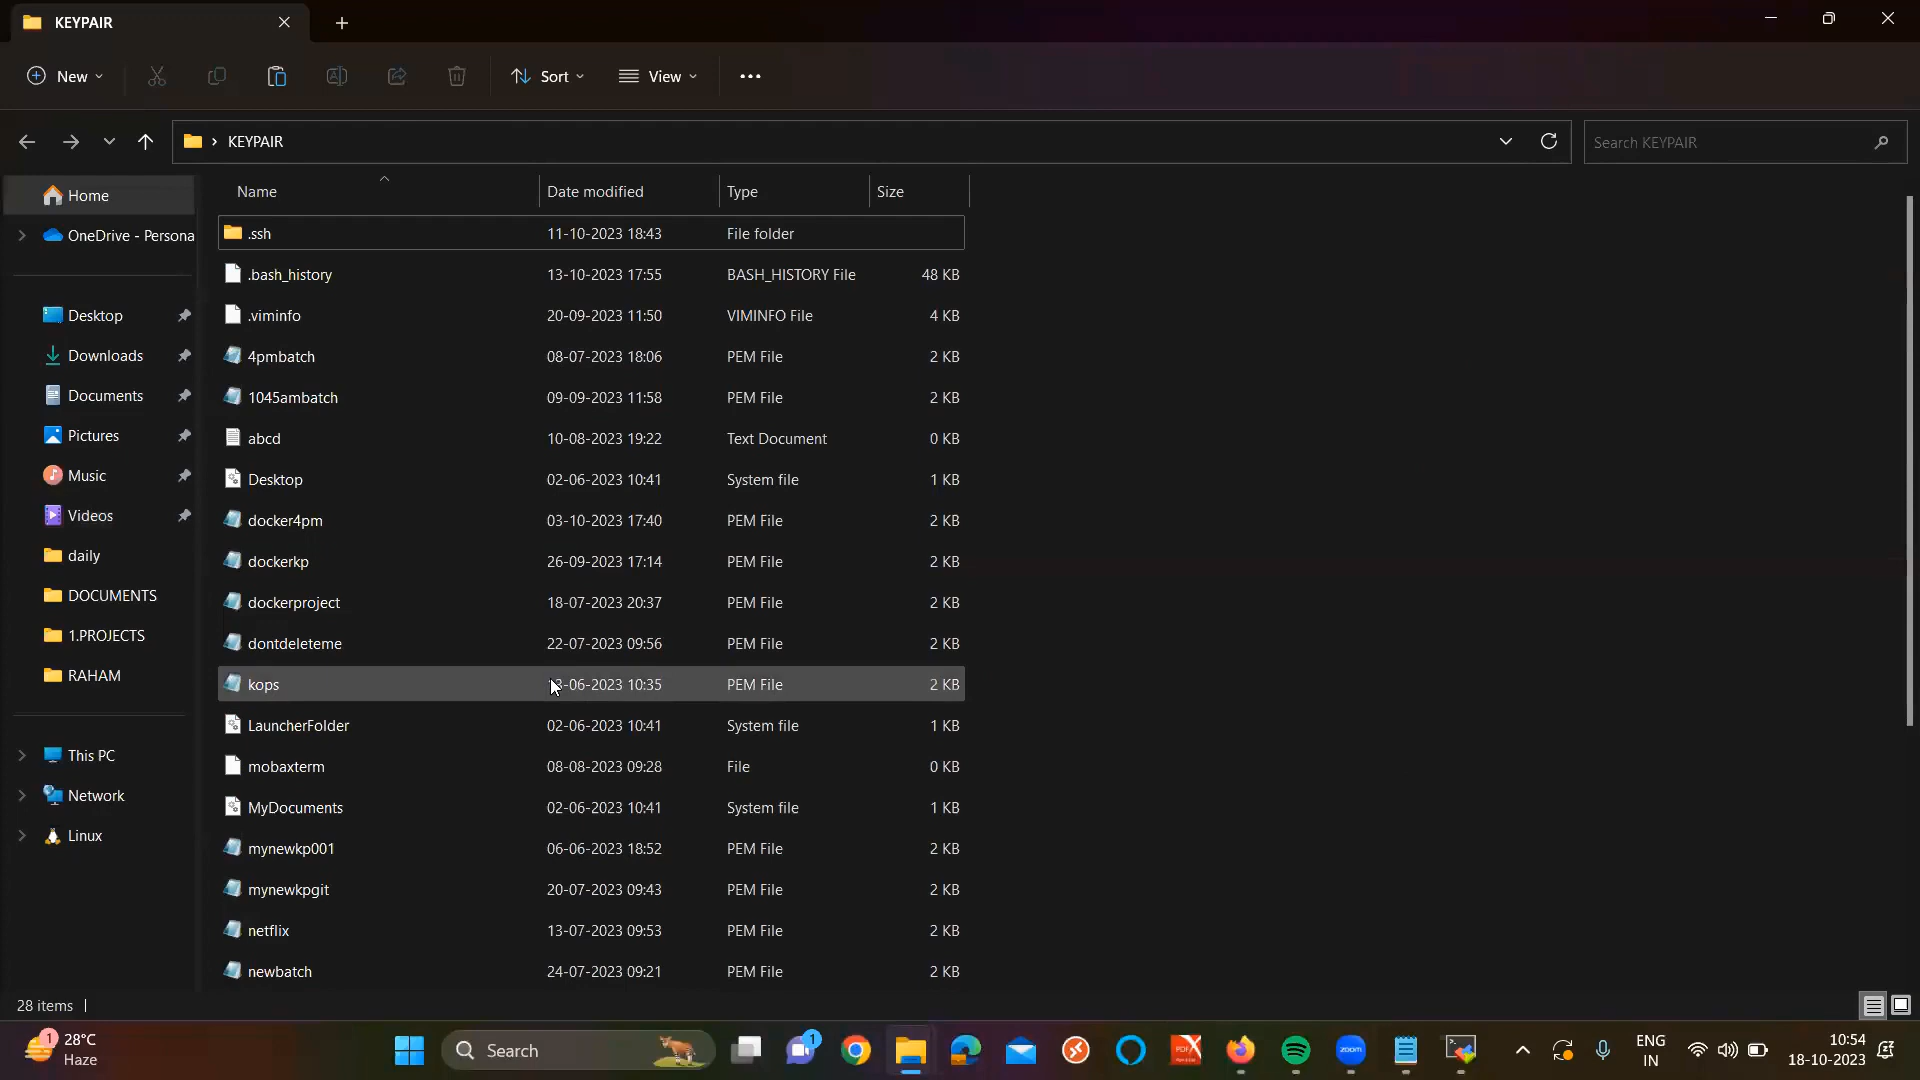 KEYPAIR
New
Sort
View
KEYPAIR
Search KEYPAIR
Name Date modified Type Size
Home
OneDrive - Persona
Desktop
Downloads
Documents
Pictures
Music
Videos
daily
DOCUMENTS
1.PROJECTS
RAHAM
This PC
Network
Linux
.ssh 11-10-2023 18:43 File folder
.bash_history 13-10-2023 17:55 BASH_HISTORY File 48 KB
.viminfo 20-09-2023 11:50 VIMINFO File 4 KB
4pmbatch 08-07-2023 18:06 PEM File 2 KB
1045ambatch 09-09-2023 11:58 PEM File 2 KB
abcd 10-08-2023 19:22 Text Document 0 KB
Desktop 02-06-2023 10:41 System file 1 KB
docker4pm 03-10-2023 17:40 PEM File 2 KB
dockerkp 26-09-2023 17:14 PEM File 2 KB
dockerproject 18-07-2023 20:37 PEM File 2 KB
dontdeleteme 22-07-2023 09:56 PEM File 2 KB
kops 3-06-2023 10:35 PEM File 2 KB
LauncherFolder 02-06-2023 10:41 System file 1 KB
mobaxterm 08-08-2023 09:28 File 0 KB
MyDocuments 02-06-2023 10:41 System file 1 KB
mynewkp001 06-06-2023 18:52 PEM File 2 KB
mynewkpgit 20-07-2023 09:43 PEM File 2 KB
netflix 13-07-2023 09:53 PEM File 2 KB
newbatch 24-07-2023 09:21 PEM File 2 KB
28 items
1
28°C
Haze
Search
1
PDF
zoom
ENG
IN
10:54
18-10-2023